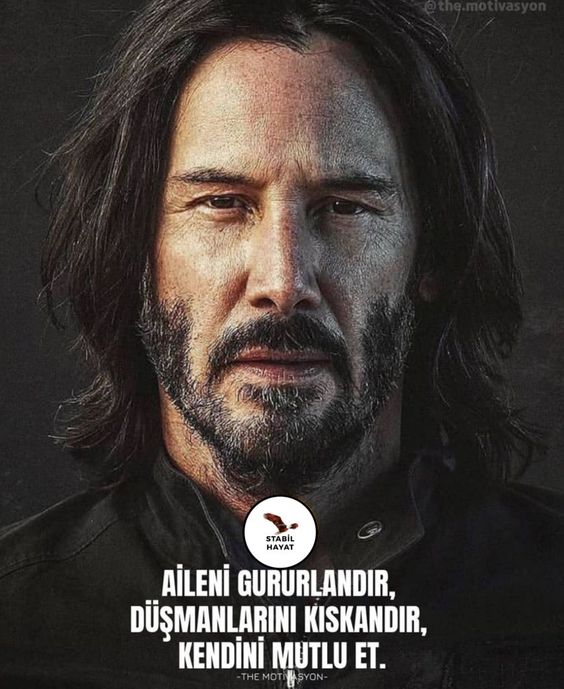 @the.motivasyon
STABİL
HAYAT
AİLENİ GURURLANDIR,
DÜŞMANLARINI KISKANDIR,
KENDİNİ MUTLU ET.
-THE MOTİVASYON-